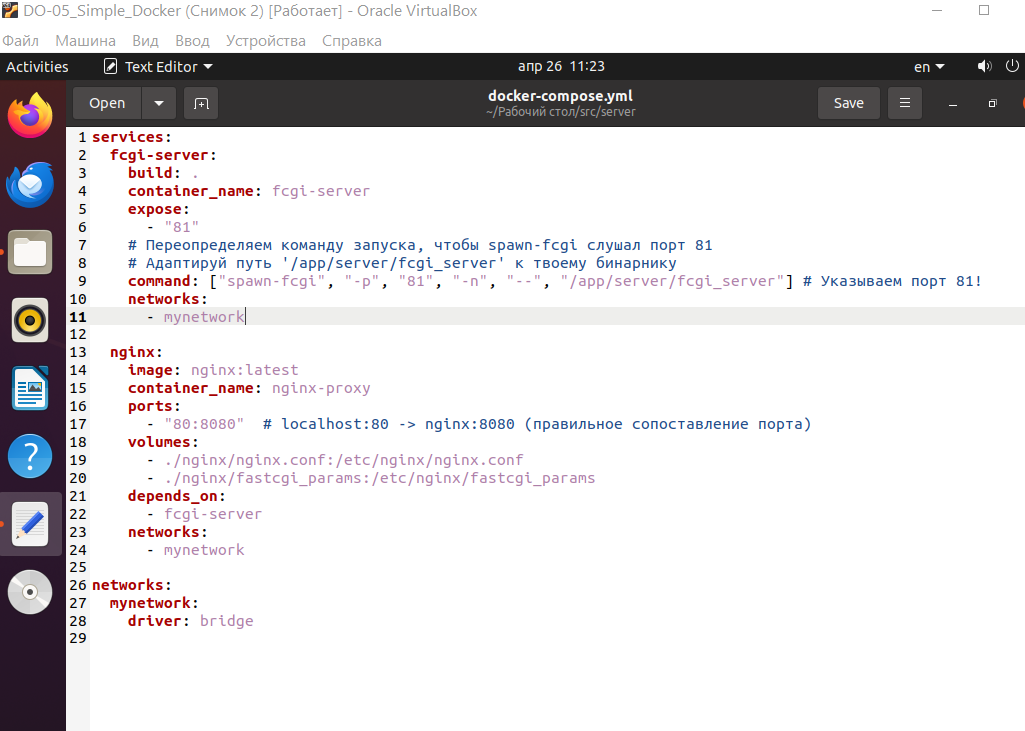 DO-05_Simple_Docker (Снимок 2) [Работает] - Oracle VirtualBox
Файл Машина Вид Ввод Устройства Справка
Activities Text Editor апр 26 11:23 en
Open docker-compose.yml Save
~/Рабочий стол/src/server
1 services:
2   fcgi-server:
3     build: .
4     container_name: fcgi-server
5     expose:
6       - "81"
7     # Переопределяем команду запуска, чтобы spawn-fcgi слушал порт 81
8     # Адаптируй путь '/app/server/fcgi_server' к твоему бинарнику
9     command: ["spawn-fcgi", "-p", "81", "-n", "--", "/app/server/fcgi_server"] # Указываем порт 81!
10     networks:
11       - mynetwork
12
13   nginx:
14     image: nginx:latest
15     container_name: nginx-proxy
16     ports:
17       - "80:8080"  # localhost:80 -> nginx:8080 (правильное сопоставление порта)
18     volumes:
19       - ./nginx/nginx.conf:/etc/nginx/nginx.conf
20       - ./nginx/fastcgi_params:/etc/nginx/fastcgi_params
21     depends_on:
22       - fcgi-server
23     networks:
24       - mynetwork
25
26 networks:
27   mynetwork:
28     driver: bridge
29